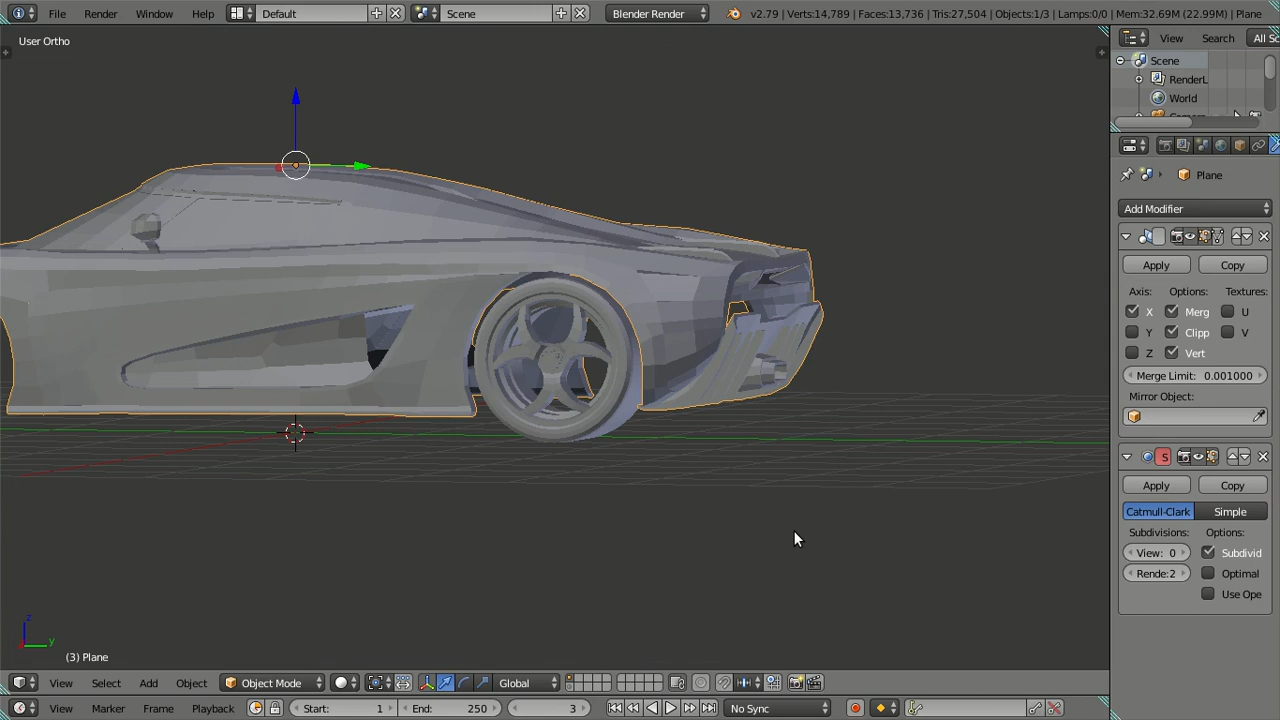 File Render Window Help Default Scene Blender Render v2.79 | Verts:14,789 | Faces:13,736 | Tris:27,504 | Objects:1/3 | Lamps:0/0 | Mem:32.69M (22.99M) | Plane
User Ortho
View Search All Sc
Scene
RenderL
World
Plane
Add Modifier
Apply Copy
Axis: Options: Textures:
X Merg U
Y Clipp V
Z Vert
Merge Limit: 0.001000
Mirror Object:
S
Apply Copy
Catmull-Clark Simple
Subdivisions: Options:
View: 0 Subdivid
Rende:2 Optimal
Use Ope
z
y
(3) Plane
View Select Add Object Object Mode Global
View Marker Frame Playback Start: 1 End: 250 3 No Sync